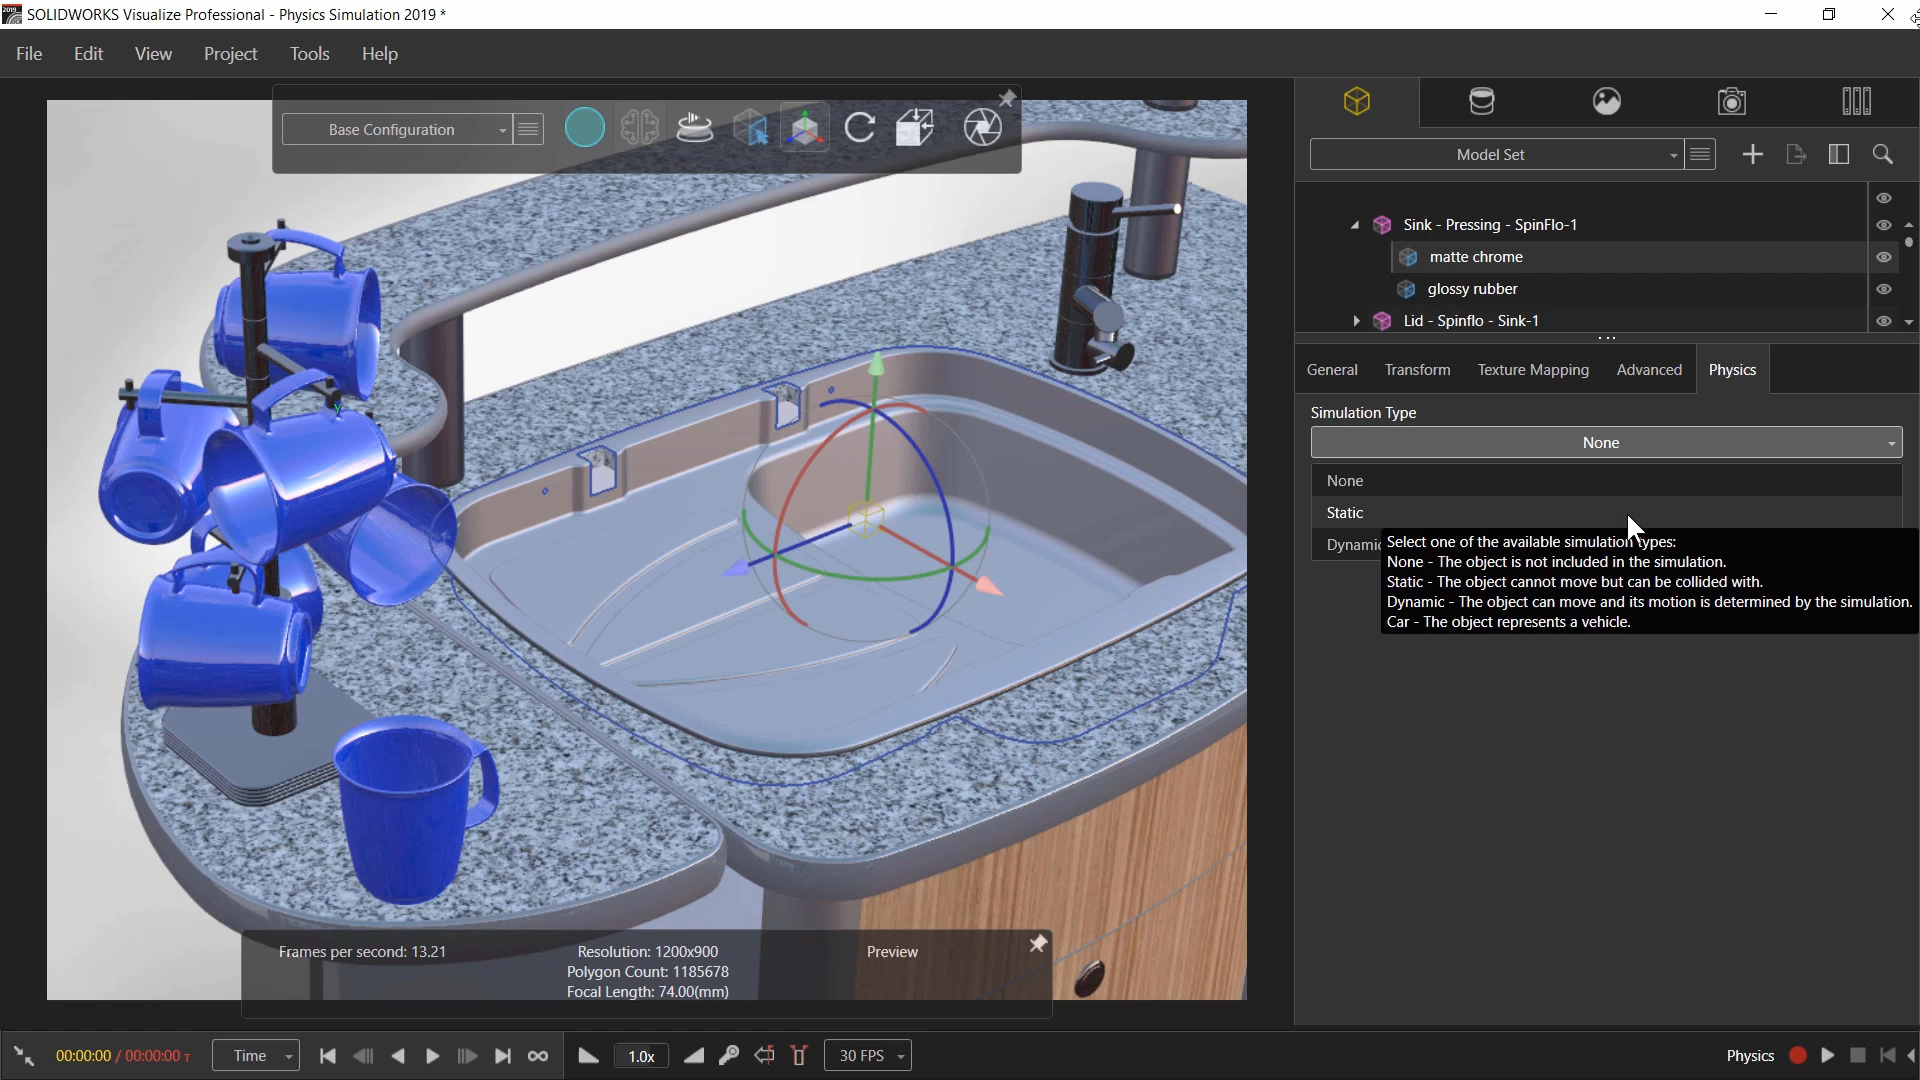 SOLIDWORKS Visualize Professional - Physics Simulation 2019 *
File Edit View Project Tools Help
Base Configuration
Model Set
Sink - Pressing - SpinFlo-1
matte chrome
glossy rubber
Lid - Spinflo - Sink-1
General Transform Texture Mapping Advanced Physics
Simulation Type
None
None
Static
Dynamic
Select one of the available simulation types:
None - The object is not included in the simulation.
Static - The object cannot move but can be collided with.
Dynamic - The object can move and its motion is determined by the simulation.
Car - The object represents a vehicle.
Y
Frames per second: 13.21
Resolution: 1200x900
Polygon Count: 1185678
Focal Length: 74.00(mm)
Preview
00:00:00 / 00:00:00 T
Time
1.0x
30 FPS
Physics